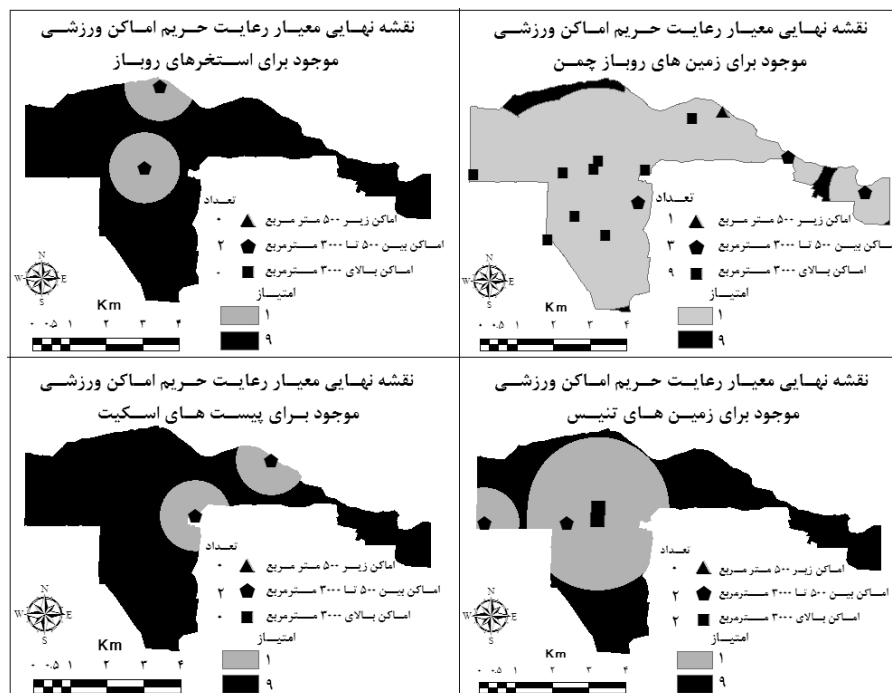 نقشه نهایی معیار رعایت حریم اماکن ورزشی
موجود برای زمین های روباز چمن
تعداد
۱ اماکن زیر ۵۰۰ متر مربع
۳ اماکن بین ۵۰۰ تا ۳۰۰۰ مترمربع
۹ اماکن بالای ۳۰۰۰ مترمربع
امتیاز
۱
۹
N
W E
S
Km
۰ ۰.۵ ۱ ۲ ۳ ۴
نقشه نهایی معیار رعایت حریم اماکن ورزشی
موجود برای استخرهای روباز
تعداد
۰ اماکن زیر ۵۰۰ متر مربع
۲ اماکن بین ۵۰۰ تا ۳۰۰۰ مترمربع
۰ اماکن بالای ۳۰۰۰ مترمربع
امتیاز
۱
۹
N
W E
S
Km
۰ ۰.۵ ۱ ۲ ۳ ۴
نقشه نهایی معیار رعایت حریم اماکن ورزشی
موجود برای زمین های تنیس
تعداد
۰ اماکن زیر ۵۰۰ متر مربع
۲ اماکن بین ۵۰۰ تا ۳۰۰۰ مترمربع
۲ اماکن بالای ۳۰۰۰ مترمربع
امتیاز
۱
۹
N
W E
S
Km
۰ ۰.۵ ۱ ۲ ۳ ۴
نقشه نهایی معیار رعایت حریم اماکن ورزشی
موجود برای پیست های اسکیت
تعداد
۰ اماکن زیر ۵۰۰ متر مربع
۲ اماکن بین ۵۰۰ تا ۳۰۰۰ مترمربع
۰ اماکن بالای ۳۰۰۰ مترمربع
امتیاز
۱
۹
N
W E
S
Km
۰ ۰.۵ ۱ ۲ ۳ ۴